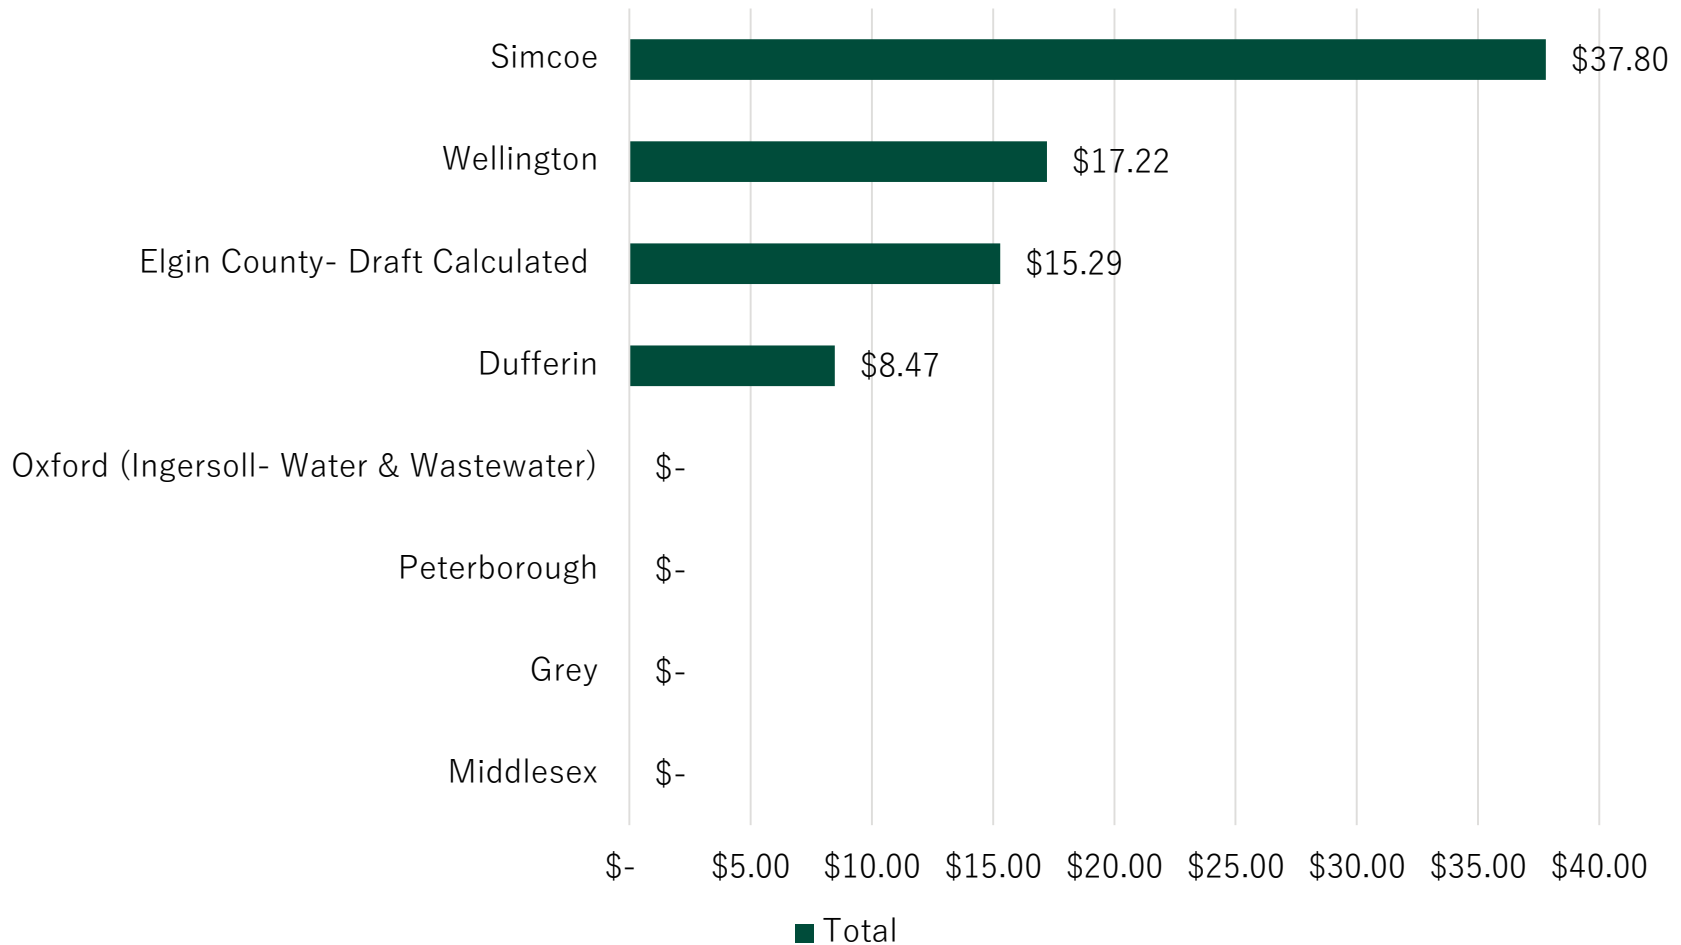 Simcoe $37.80
Wellington $17.22
Elgin County- Draft Calculated $15.29
Dufferin $8.47
Oxford (Ingersoll- Water & Wastewater) $-
Peterborough $-
Grey $-
Middlesex $-
$- $5.00 $10.00 $15.00 $20.00 $25.00 $30.00 $35.00 $40.00
Total